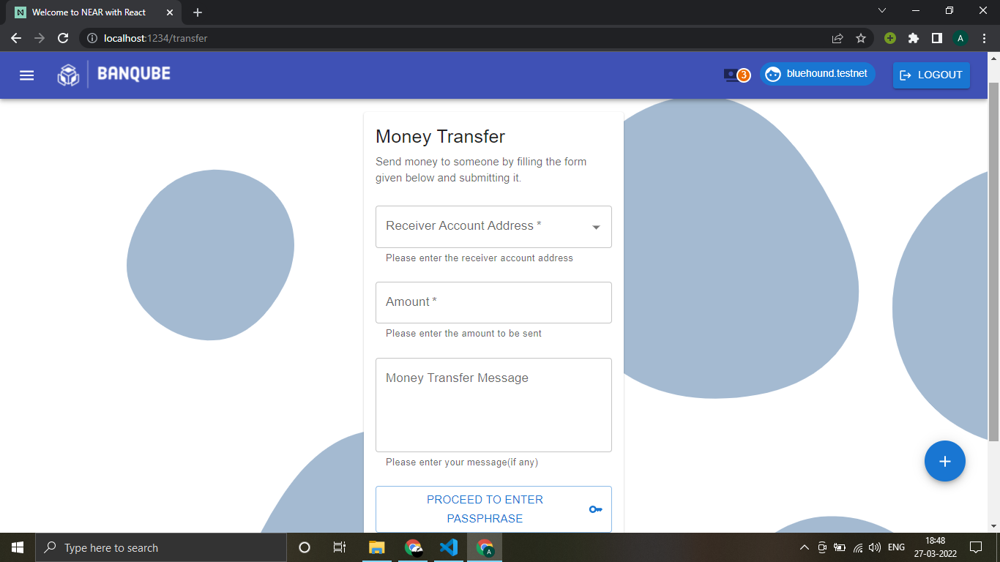 Welcome to NEAR with React
localhost:1234/transfer
A
BANQUBE
3
bluehound.testnet
LOGOUT
Money Transfer
Send money to someone by filling the form
given below and submitting it.
Receiver Account Address *
Please enter the receiver account address
Amount *
Please enter the amount to be sent
Money Transfer Message
Please enter your message(if any)
PROCEED TO ENTER
PASSPHRASE
Type here to search
A
ENG
18:48
27-03-2022